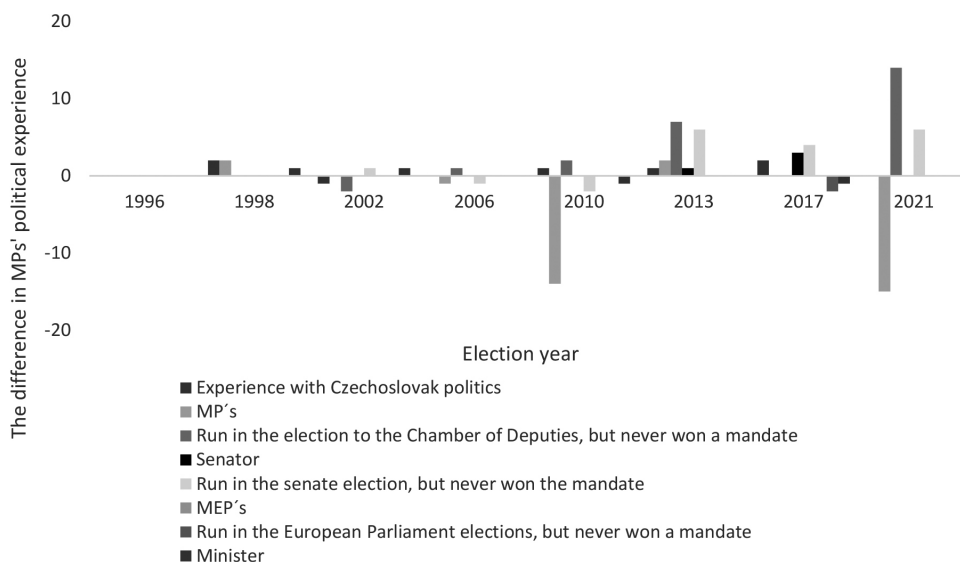 The difference in MPs' political experience
20
10
0
-10
-20
1996 1998 2002 2006 2010 2013 2017 2021
Election year
Experience with Czechoslovak politics
MP´s
Run in the election to the Chamber of Deputies, but never won a mandate
Senator
Run in the senate election, but never won the mandate
MEP´s
Run in the European Parliament elections, but never won a mandate
Minister